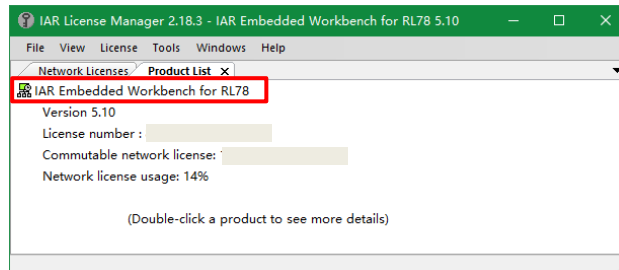 IAR License Manager 2.18.3 - IAR Embedded Workbench for RL78 5.10
File View License Tools Windows Help
Network Licenses Product List
IAR Embedded Workbench for RL78
Version 5.10
License number :
Commutable network license:
Network license usage: 14%
(Double-click a product to see more details)